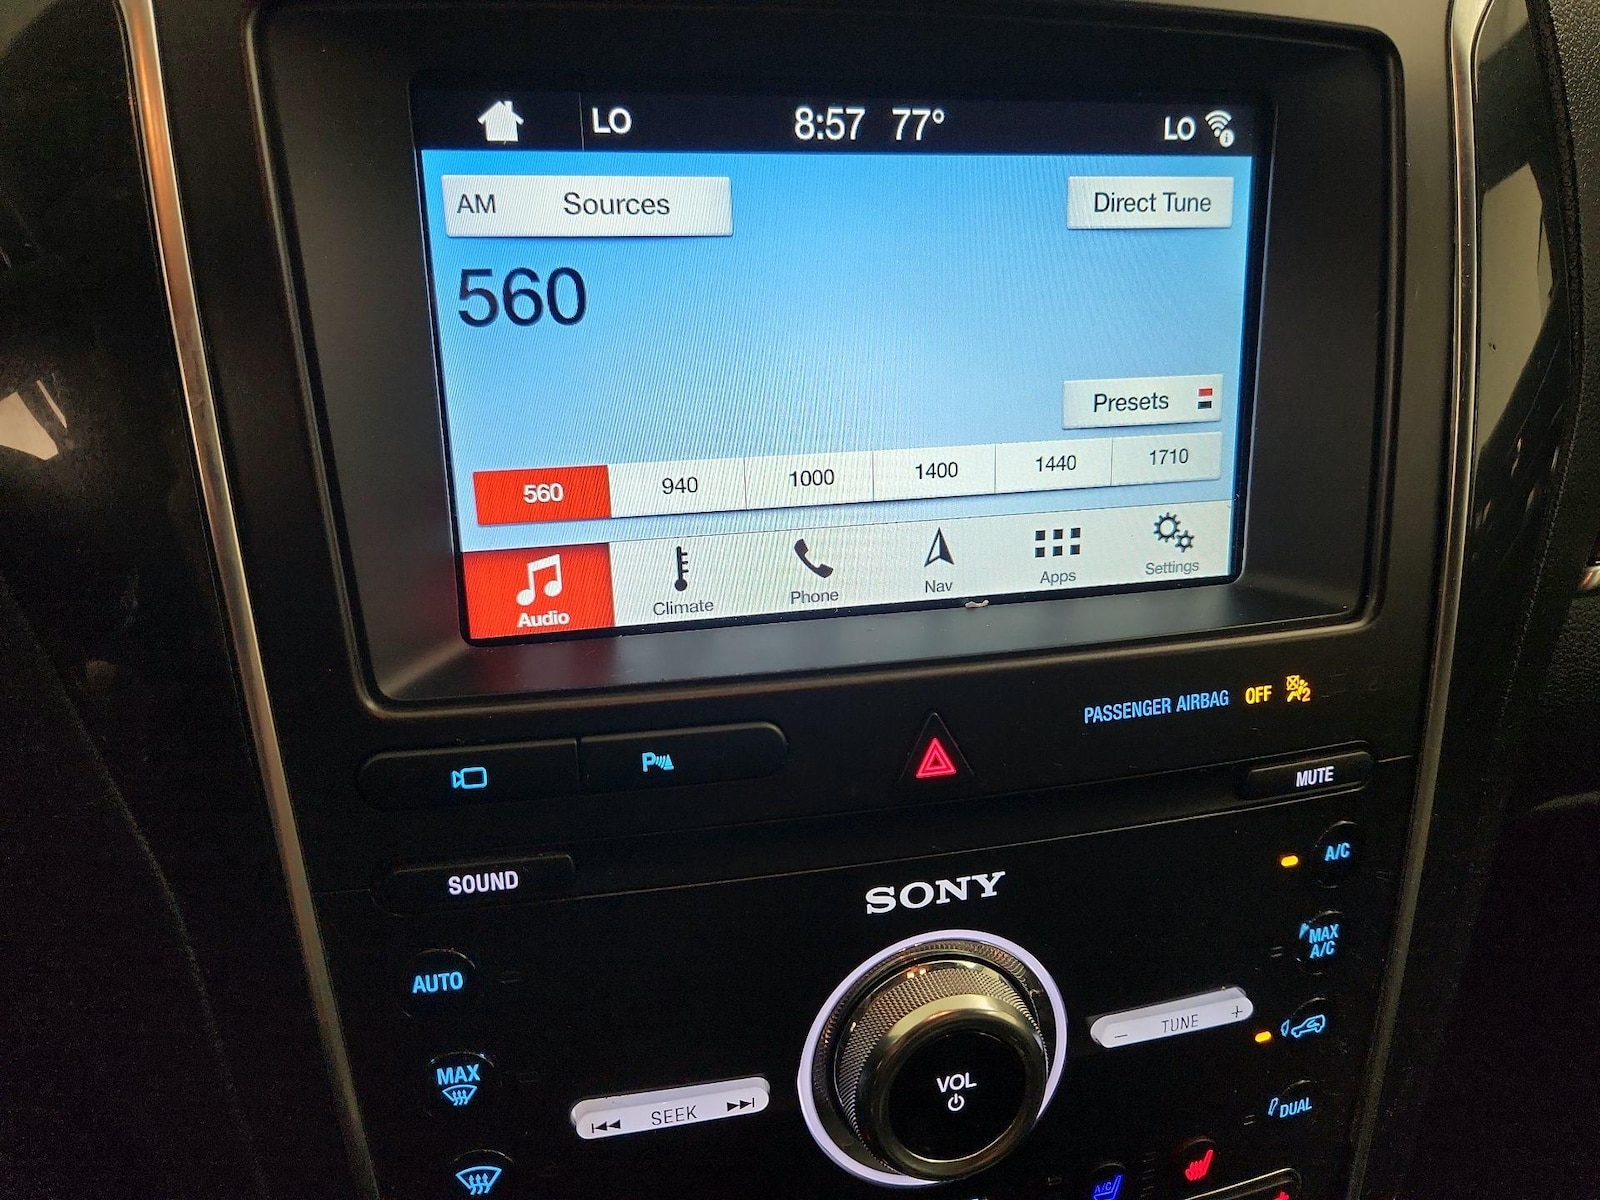 LO 8:57 77° LO
AM Sources Direct Tune
560
Presets
560 940 1000 1400 1440 1710
Audio Climate Phone Nav Apps Settings
PASSENGER AIRBAG OFF 2
P
MUTE
SOUND
SONY
A/C
AUTO
MAX
A/C
− TUNE +
MAX
VOL
SEEK
DUAL
A/C